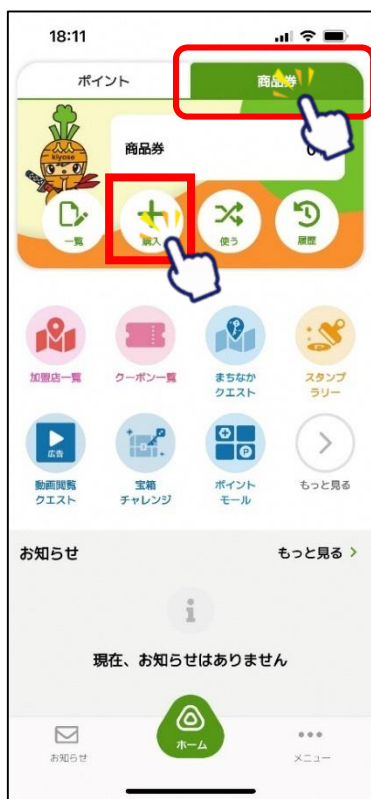 18:11
ポイント
商品券
kiyose
商品券
一覧
購入
使う
履歴
加盟店一覧
クーポン一覧
まちなか
クエスト
スタンプ
ラリー
広告
動画閲覧
クエスト
宝箱
チャレンジ
P
ポイント
モール
もっと見る
お知らせ
もっと見る >
i
現在、お知らせはありません
お知らせ
ホーム
メニュー